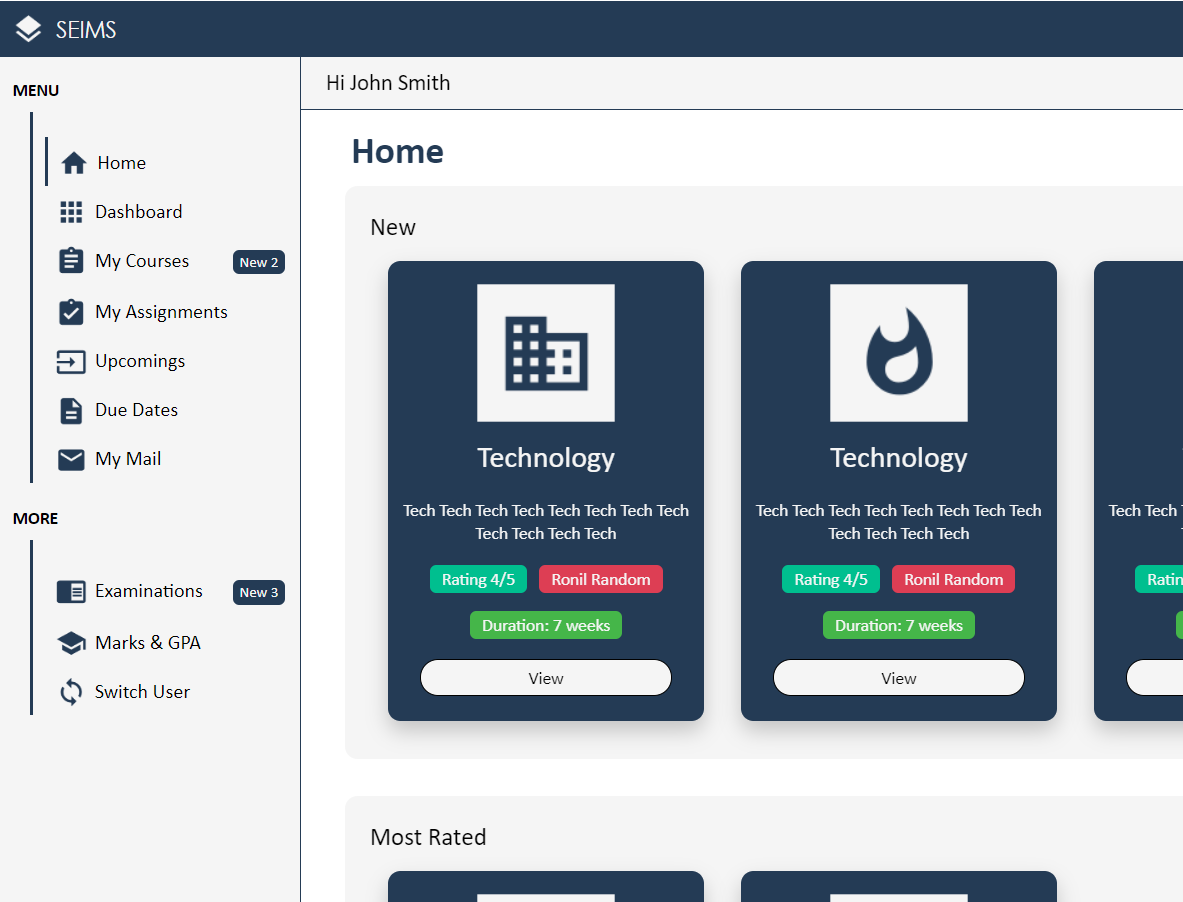 SEIMS
MENU
Home
Dashboard
My Courses
New 2
My Assignments
Upcomings
Due Dates
My Mail
MORE
Examinations
New 3
Marks & GPA
Switch User
Hi John Smith
Home
New
Technology
Tech Tech Tech Tech Tech Tech Tech Tech
Tech Tech Tech Tech
Rating 4/5
Ronil Random
Duration: 7 weeks
View
Technology
Tech Tech Tech Tech Tech Tech Tech Tech
Tech Tech Tech Tech
Rating 4/5
Ronil Random
Duration: 7 weeks
View
Tech Tech
Most Rated